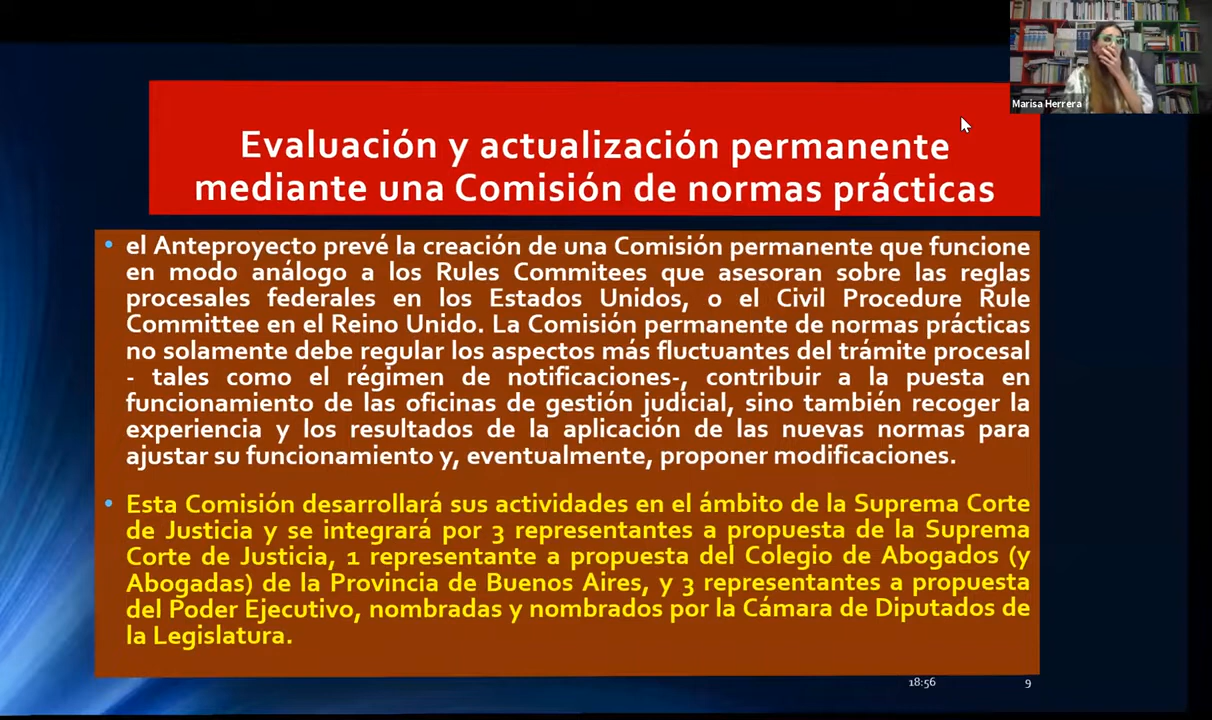 Marisa Herrera
Evaluación y actualización permanente
mediante una Comisión de normas prácticas
• el Anteproyecto prevé la creación de una Comisión permanente que funcione
en modo análogo a los Rules Commitees que asesoran sobre las reglas
procesales federales en los Estados Unidos, o el Civil Procedure Rule
Committee en el Reino Unido. La Comisión permanente de normas prácticas
no solamente debe regular los aspectos más fluctuantes del trámite procesal
- tales como el régimen de notificaciones-, contribuir a la puesta en
funcionamiento de las oficinas de gestión judicial, sino también recoger la
experiencia y los resultados de la aplicación de las nuevas normas para
ajustar su funcionamiento y, eventualmente, proponer modificaciones.
• Esta Comisión desarrollará sus actividades en el ámbito de la Suprema Corte
de Justicia y se integrará por 3 representantes a propuesta de la Suprema
Corte de Justicia, 1 representante a propuesta del Colegio de Abogados (y
Abogadas) de la Provincia de Buenos Aires, y 3 representantes a propuesta
del Poder Ejecutivo, nombradas y nombrados por la Cámara de Diputados de
la Legislatura.
18:56
9